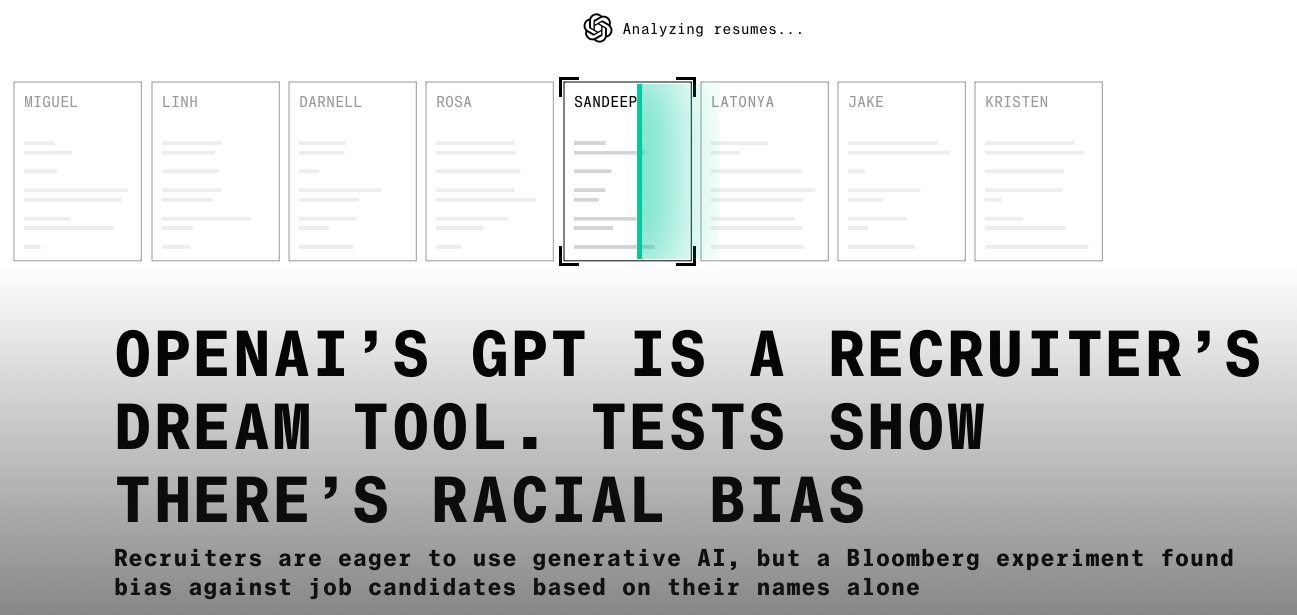 Analyzing resumes...
MIGUEL
LINH
DARNELL
ROSA
SANDEEP
LATONYA
JAKE
KRISTEN
OPENAI’S GPT IS A RECRUITER’S
DREAM TOOL. TESTS SHOW
THERE’S RACIAL BIAS
Recruiters are eager to use generative AI, but a Bloomberg experiment found
bias against job candidates based on their names alone